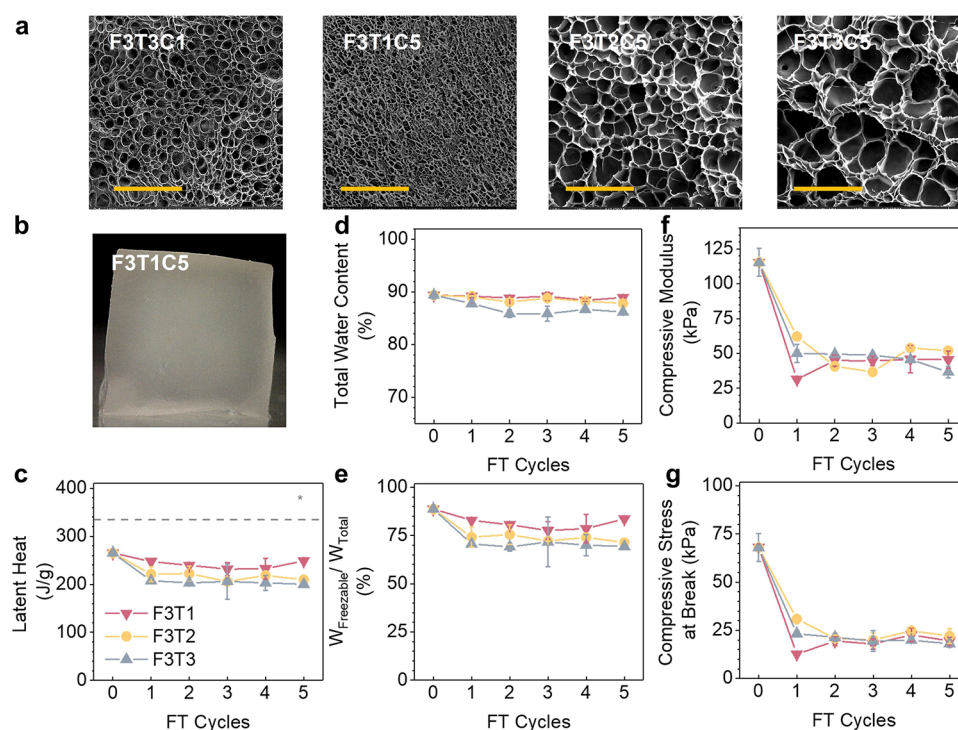 a
F3T3C1
F3T1C5
F3T2C5
F3T3C5
b
F3T1C5
d
100
90
80
70
Total Water Content
(%)
0 1 2 3 4 5
FT Cycles
f
125
100
75
50
25
0
Compressive Modulus
(kPa)
0 1 2 3 4 5
FT Cycles
c
400
300
200
100
0
Latent Heat
(J/g)
*
F3T1
F3T2
F3T3
0 1 2 3 4 5
FT Cycles
e
100
75
50
25
0
WFreezable/ WTotal
(%)
0 1 2 3 4 5
FT Cycles
g
100
75
50
25
0
Compressive Stress
at Break (kPa)
0 1 2 3 4 5
FT Cycles